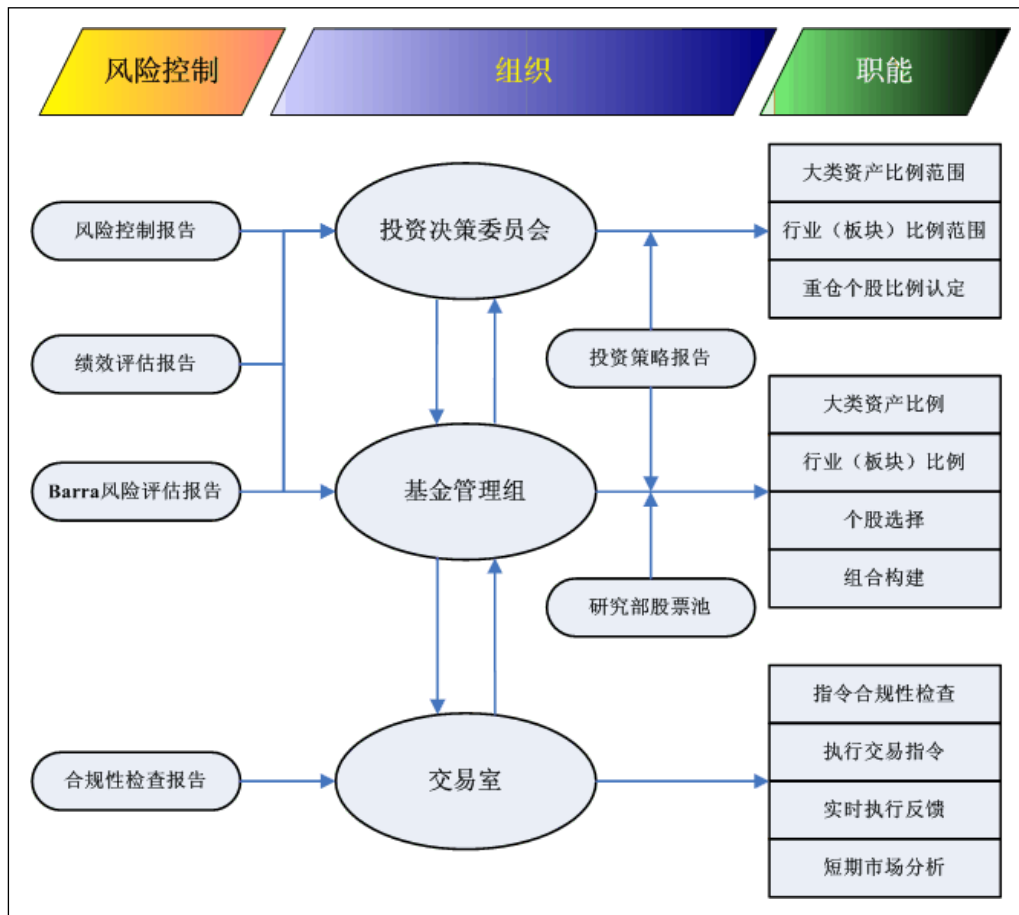 风险控制
组织
职能
风险控制报告
绩效评估报告
Barra风险评估报告
合规性检查报告
投资决策委员会
基金管理组
交易室
投资策略报告
研究部股票池
大类资产比例范围
行业（板块）比例范围
重仓个股比例认定
大类资产比例
行业（板块）比例
个股选择
组合构建
指令合规性检查
执行交易指令
实时执行反馈
短期市场分析